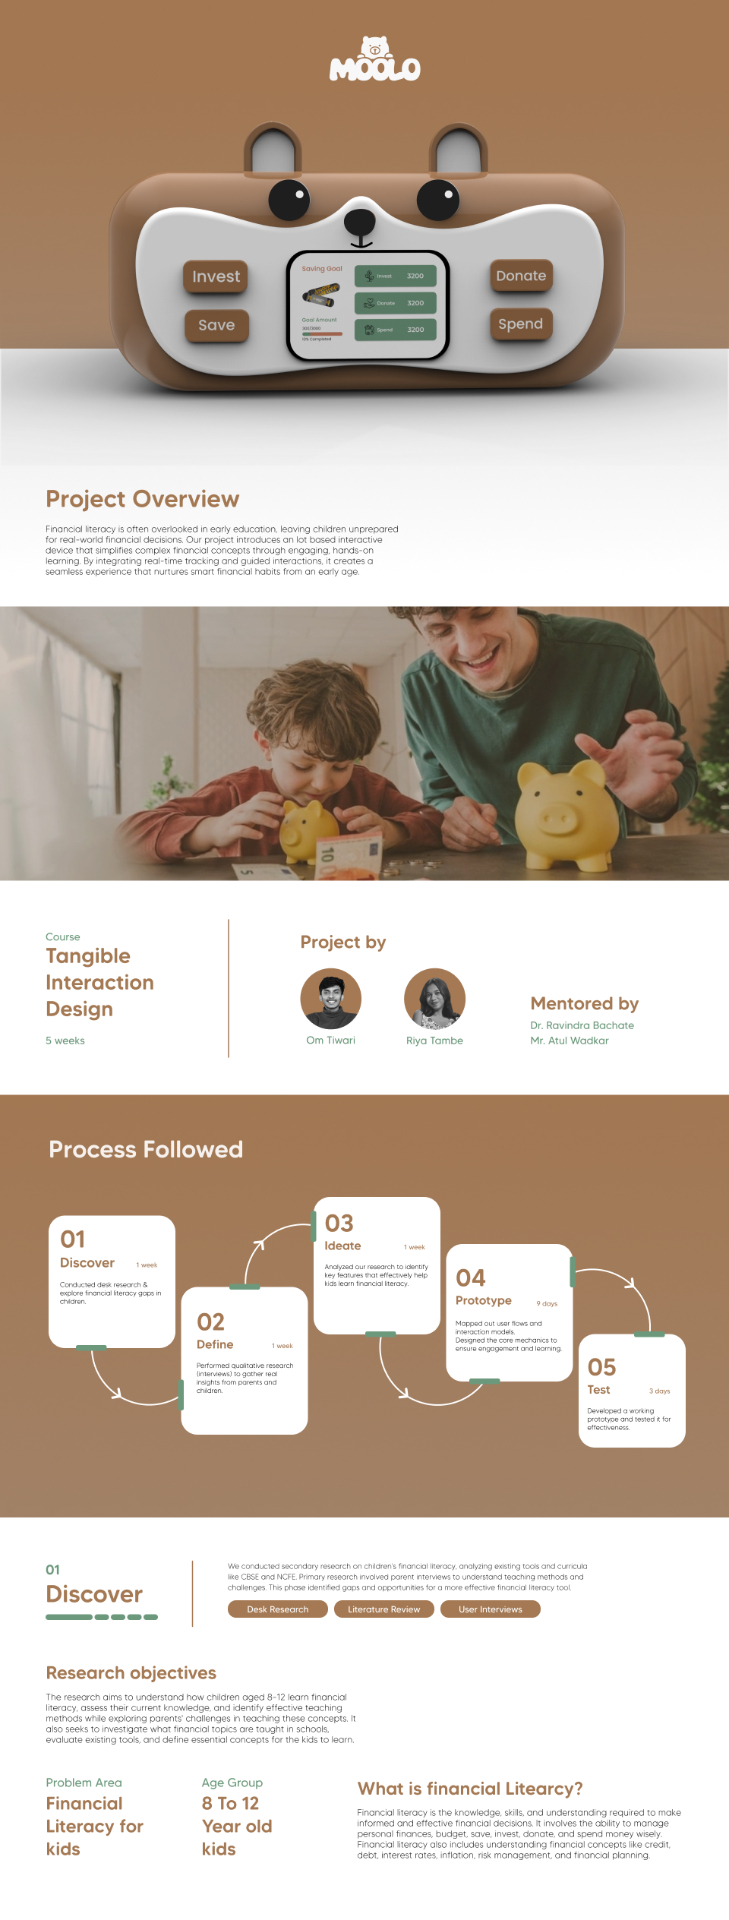 MOOLO
Invest
Save
Saving Goal
Goal Amount
10% Completed
Invest 3200
Donate 3200
Spend 3200
Donate
Spend
Project Overview
Financial literacy is often overlooked in early education, leaving children unprepared
for real-world financial decisions. Our project introduces an Iot based interactive
device that simplifies complex financial concepts through engaging, hands-on
learning. By integrating real-time tracking and guided interactions, it creates a
seamless experience that nurtures smart financial habits from an early age.
10
5
Course
Tangible
Interaction
Design
5 weeks
Project by
Om Tiwari
Riya Tambe
Mentored by
Dr. Ravindra Bachate
Mr. Atul Wadkar
Process Followed
01
Discover 1 week
Conducted desk research &
explore financial literacy gaps in
children.
02
Define 1 week
Performed qualitative research
(interviews) to gather real
insights from parents and
children.
03
Ideate 1 week
Analyzed our research to identify
key features that effectively help
kids learn financial literacy.
04
Prototype 9 days
Mapped out user flows and
interaction models.
Designed the core mechanics to
ensure engagement and learning.
05
Test 3 days
Developed a working
prototype and tested it for
effectiveness.
01
Discover
We conducted secondary research on children's financial literacy, analyzing existing tools and curricula
like CBSE and NCFE. Primary research involved parent interviews to understand teaching methods and
challenges. This phase identified gaps and opportunities for a more effective financial literacy tool.
Desk Research
Literature Review
User Interviews
Research objectives
The research aims to understand how children aged 8-12 learn financial
literacy, assess their current knowledge, and identify effective teaching
methods while exploring parents' challenges in teaching these concepts. It
also seeks to investigate what financial topics are taught in schools,
evaluate existing tools, and define essential concepts for the kids to learn.
Problem Area
Financial
Literacy for
kids
Age Group
8 To 12
Year old
kids
What is financial Litearcy?
Financial literacy is the knowledge, skills, and understanding required to make
informed and effective financial decisions. It involves the ability to manage
personal finances, budget, save, invest, donate, and spend money wisely.
Financial literacy also includes understanding financial concepts like credit,
debt, interest rates, inflation, risk management, and financial planning.